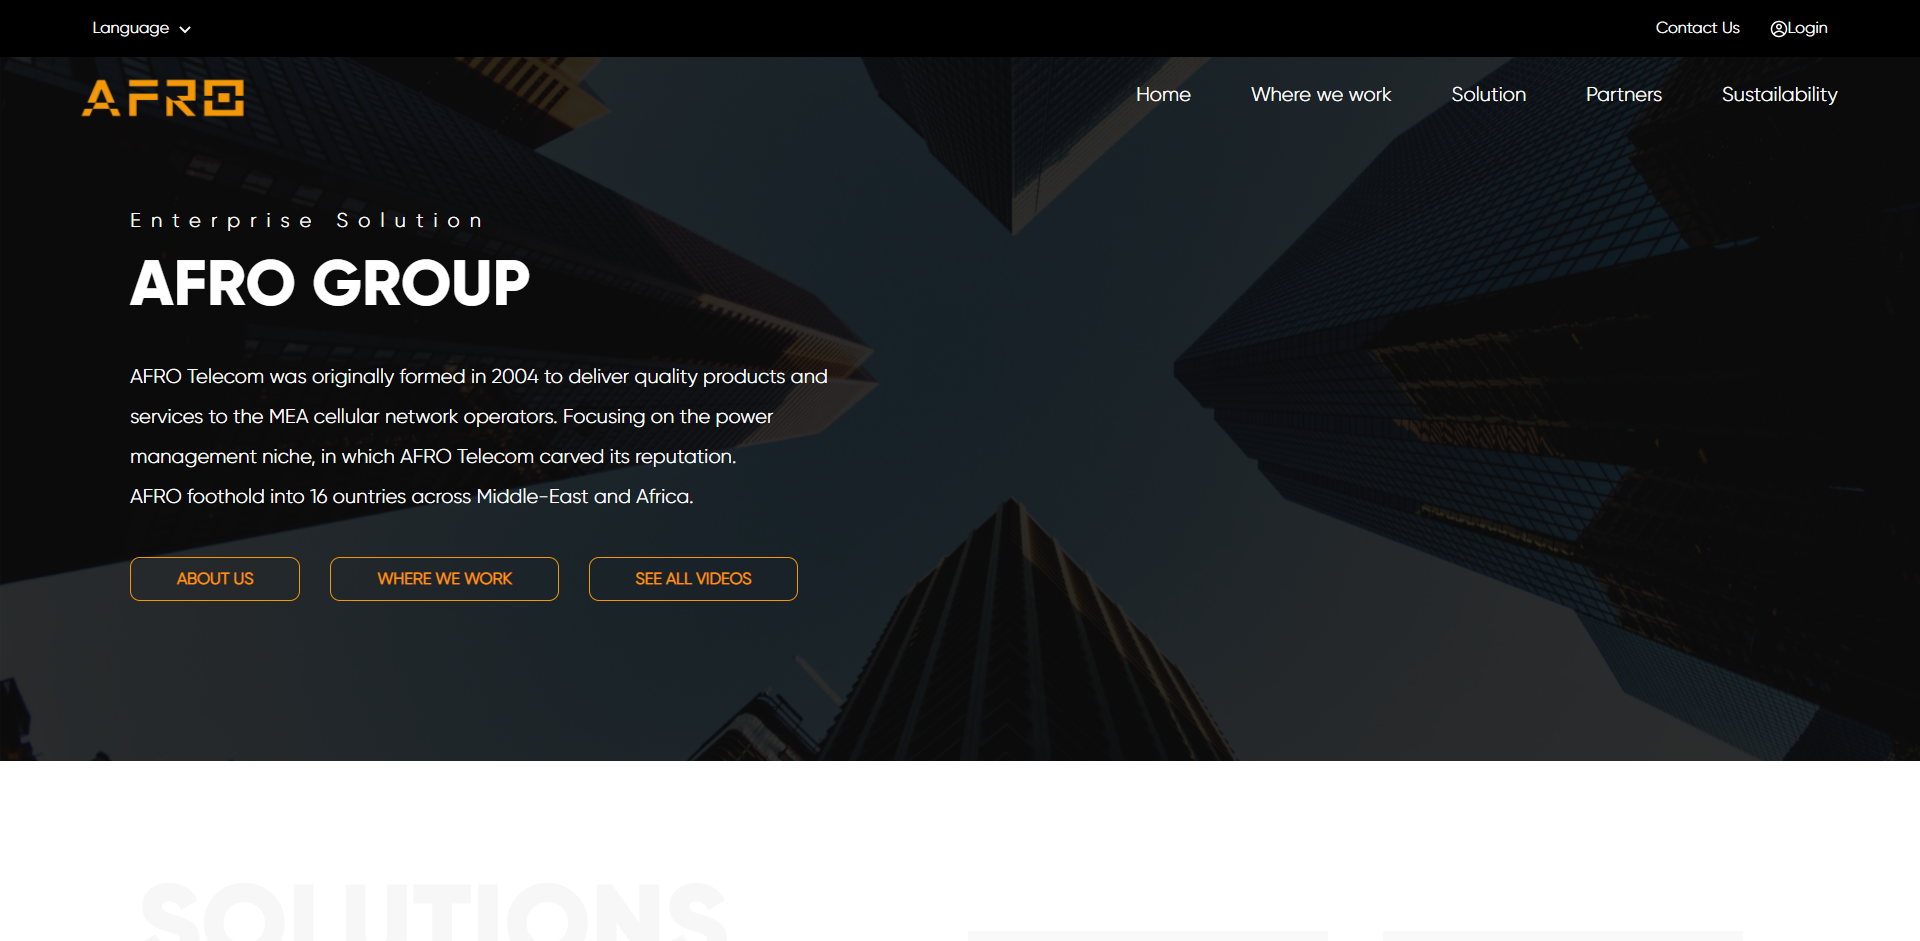 Language
Contact Us
Login
AFRO
Home
Where we work
Solution
Partners
Sustailability
Enterprise Solution
AFRO GROUP
AFRO Telecom was originally formed in 2004 to deliver quality products and
services to the MEA cellular network operators. Focusing on the power
management niche, in which AFRO Telecom carved its reputation.
AFRO foothold into 16 ountries across Middle-East and Africa.
ABOUT US
WHERE WE WORK
SEE ALL VIDEOS
SOLUTIONS